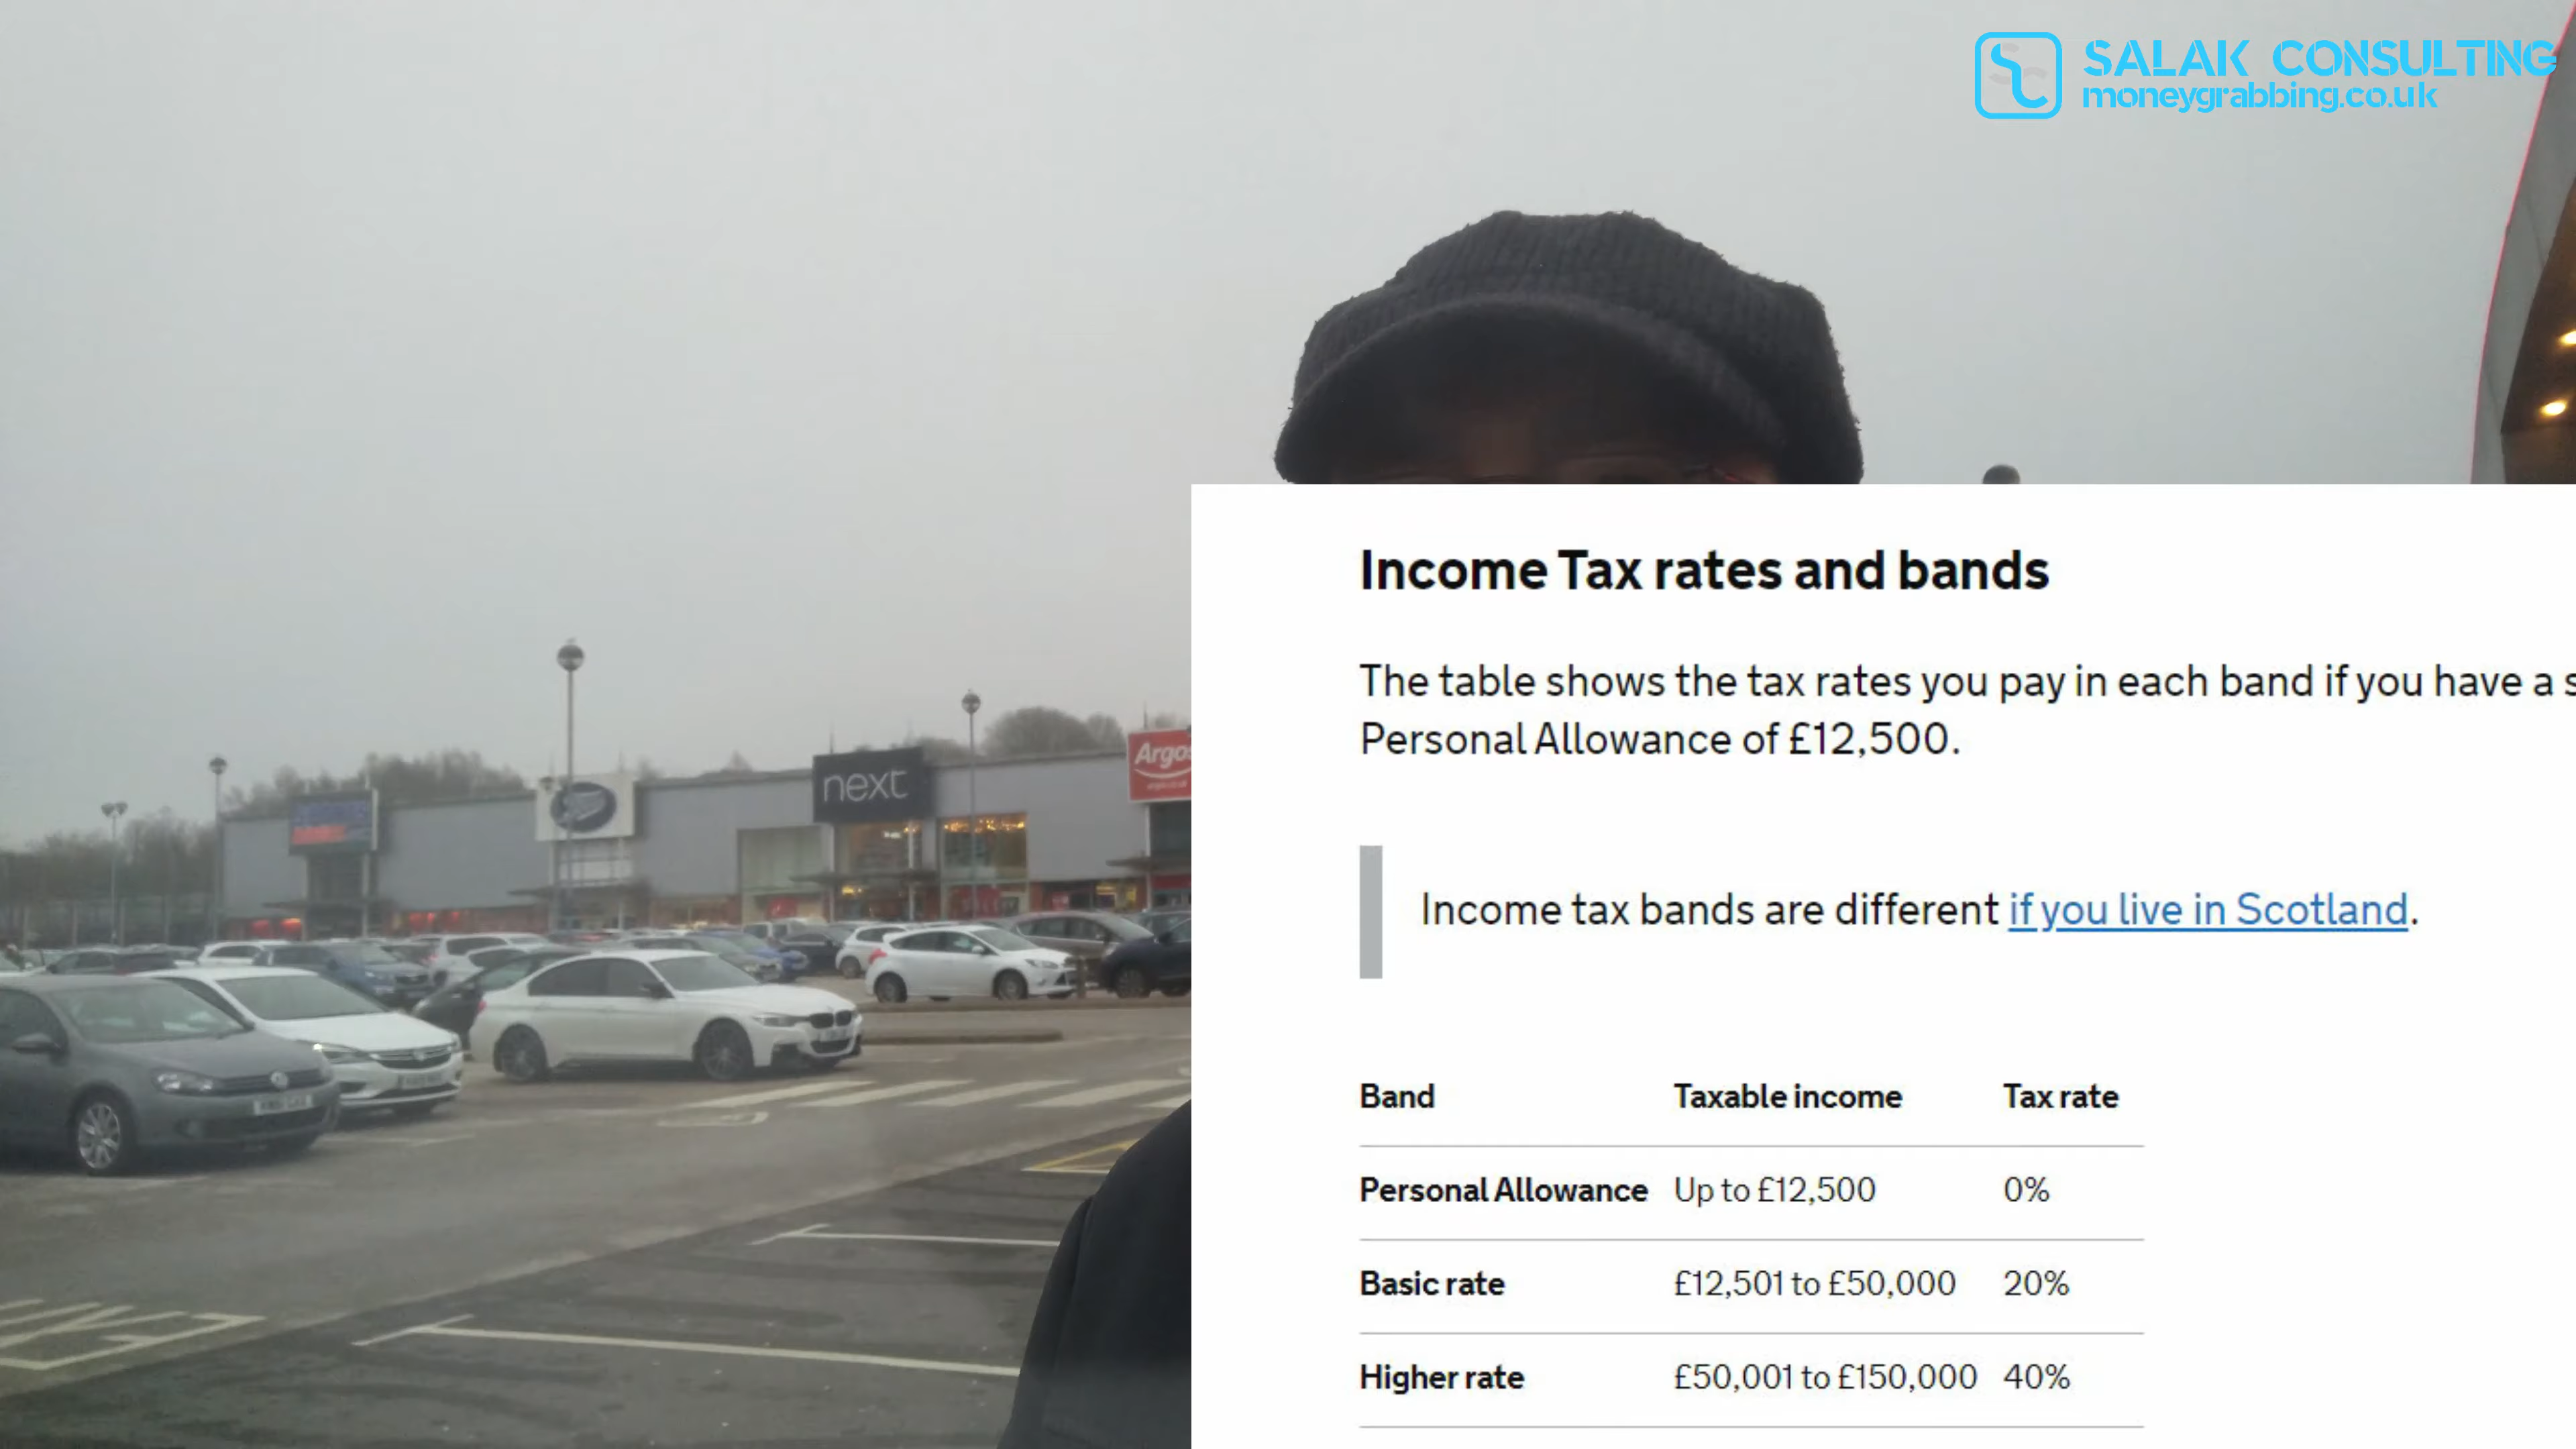 SALAK CONSULTING
moneygrabbing.co.uk
next
Argos
Income Tax rates and bands
The table shows the tax rates you pay in each band if you have a s
Personal Allowance of £12,500.
Income tax bands are different if you live in Scotland.
Band Taxable income Tax rate
Personal Allowance Up to £12,500 0%
Basic rate £12,501 to £50,000 20%
Higher rate £50,001 to £150,000 40%